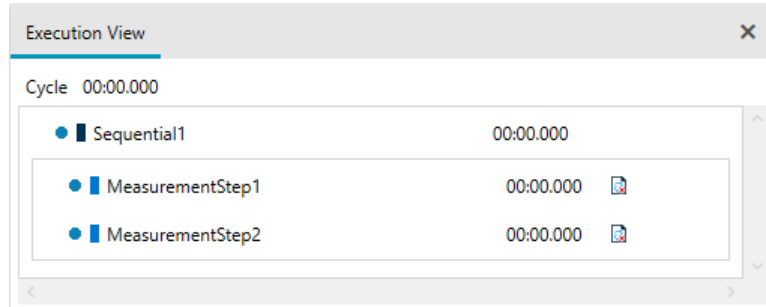 Execution View
Cycle 00:00.000
Sequential1 00:00.000
MeasurementStep1 00:00.000
MeasurementStep2 00:00.000